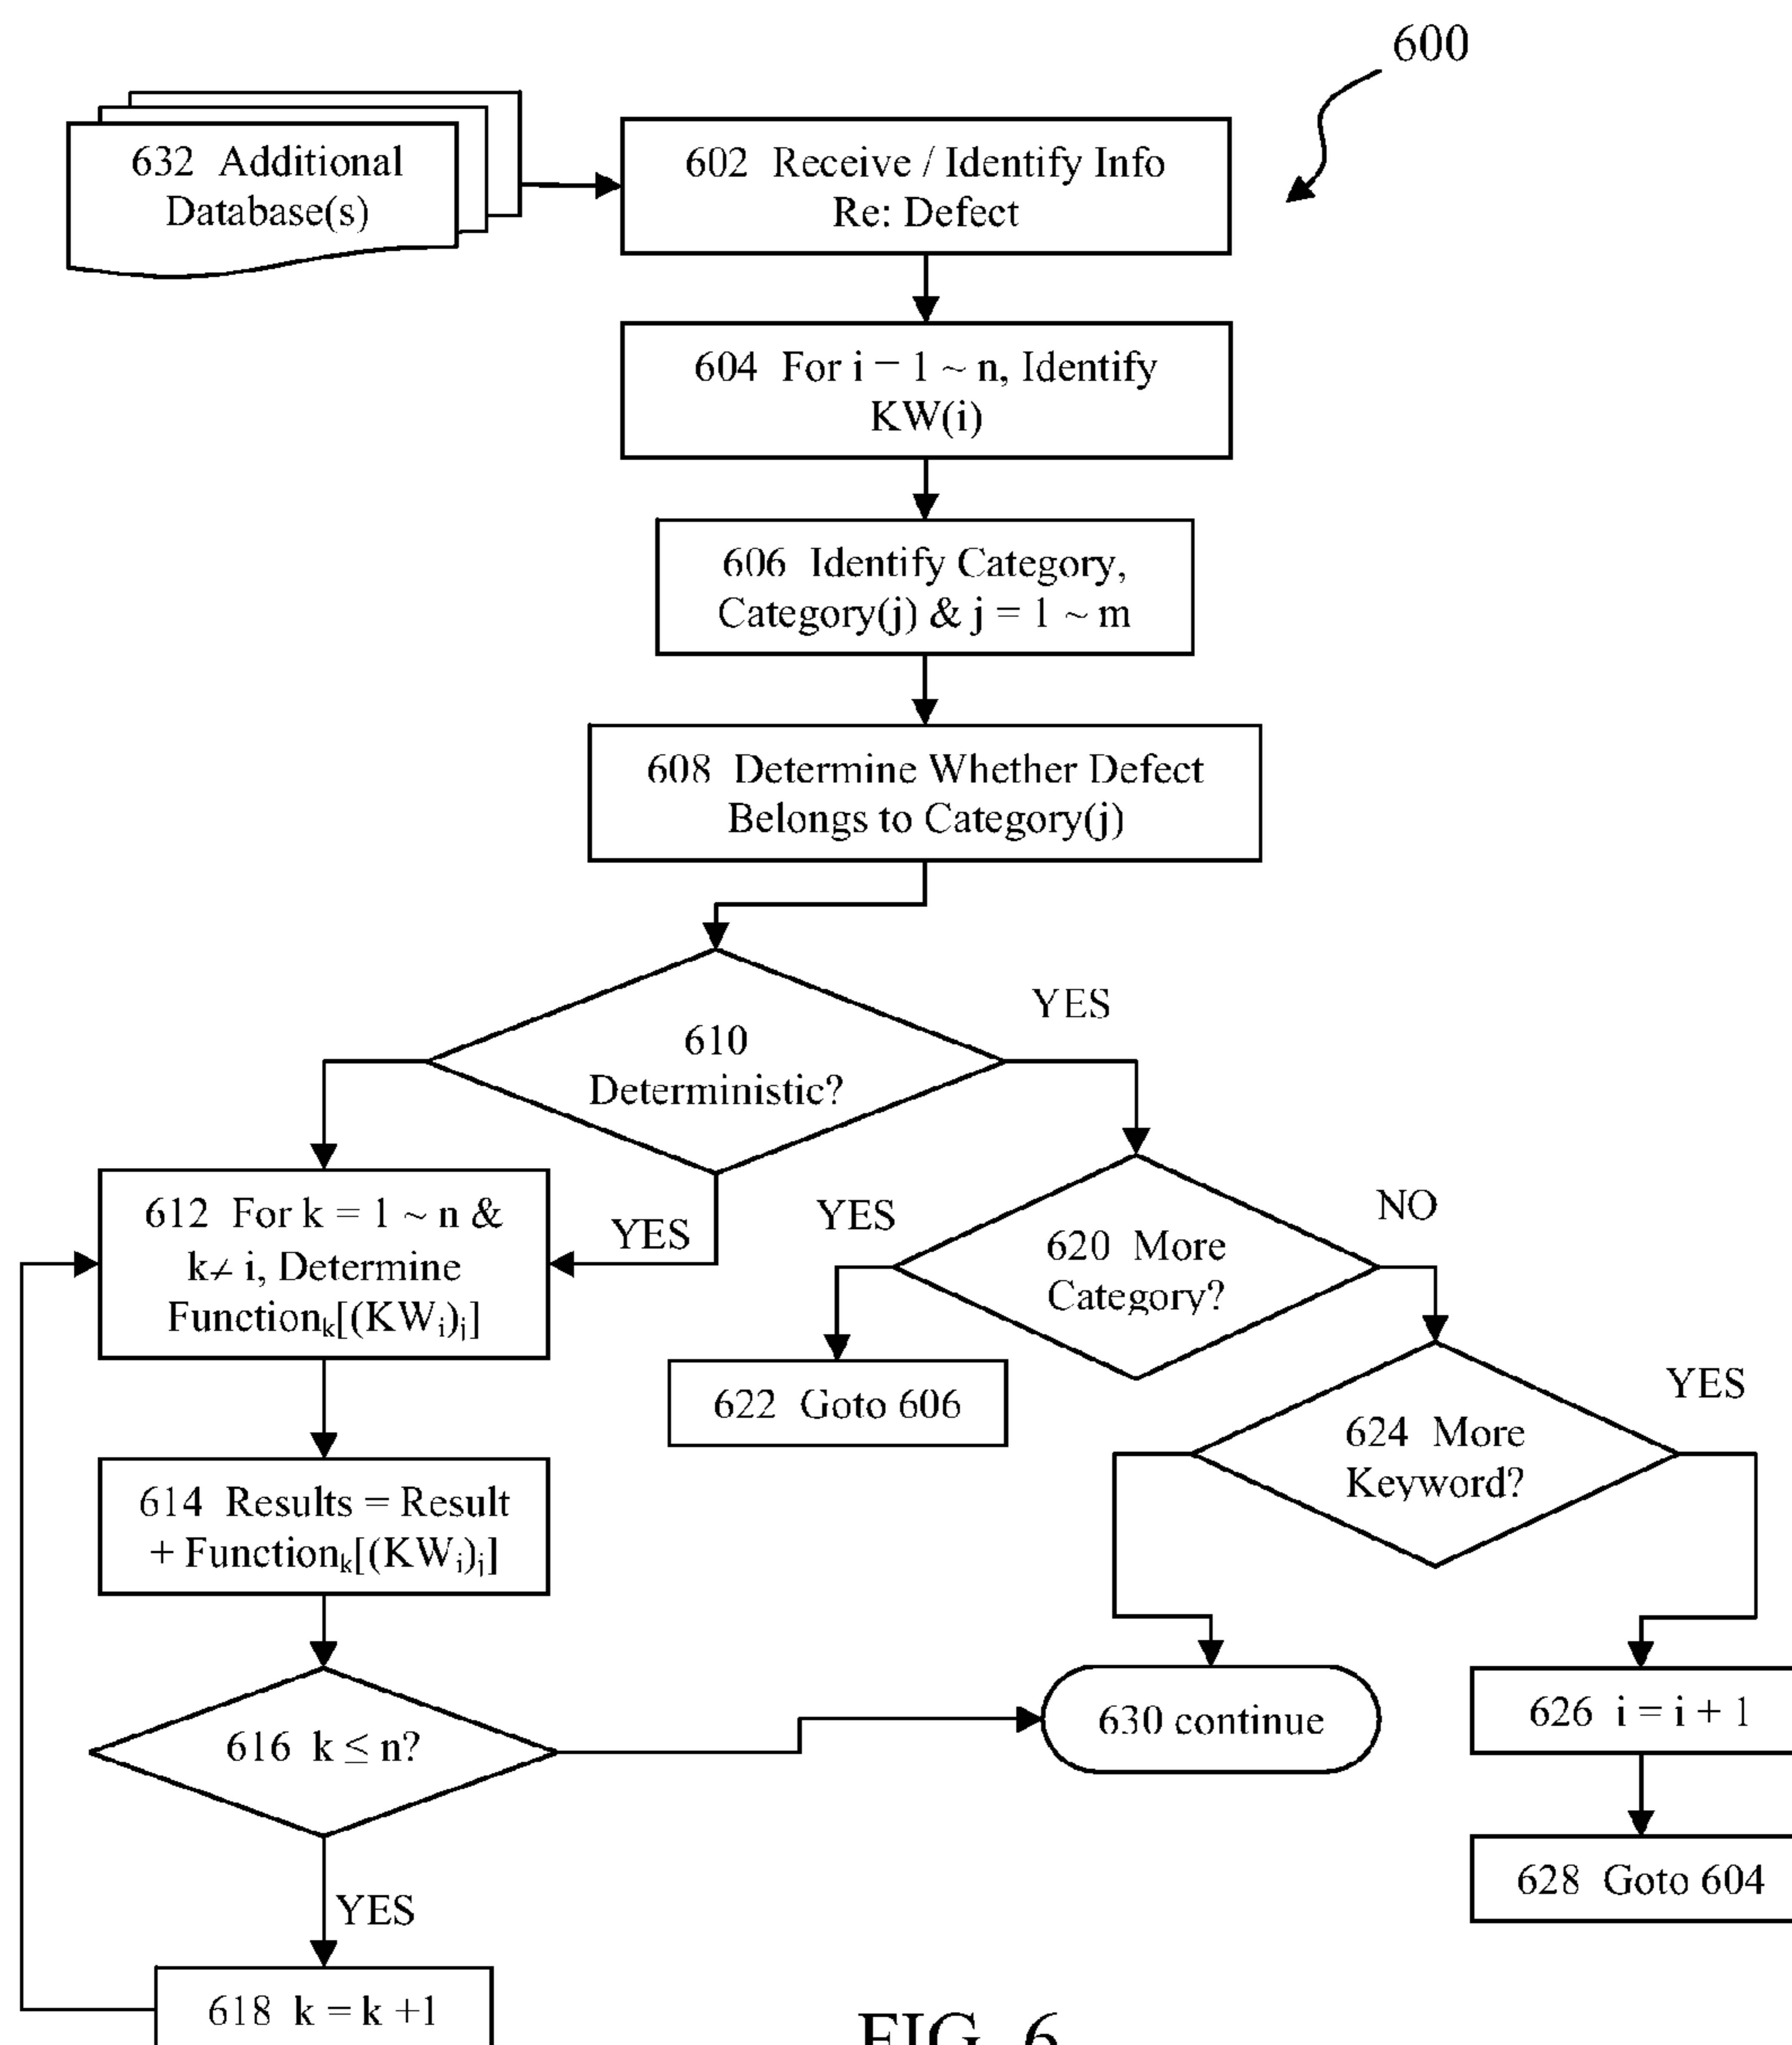 600
632 Additional
Database(s)
602 Receive / Identify Info
Re: Defect
604 For i = 1 ~ n, Identify
KW(i)
606 Identify Category,
Category(j) & j = 1 ~ m
608 Determine Whether Defect
Belongs to Category(j)
610
Deterministic?
YES
612 For k = 1 ~ n &
k≠ i, Determine
Functionₖ[(KWᵢ)ⱼ]
YES
YES
620 More
Category?
NO
622 Goto 606
624 More
Keyword?
YES
614 Results = Result
+ Functionₖ[(KWᵢ)ⱼ]
616 k ≤ n?
630 continue
626 i = i + 1
628 Goto 604
YES
618 k = k +1
FIG. 6